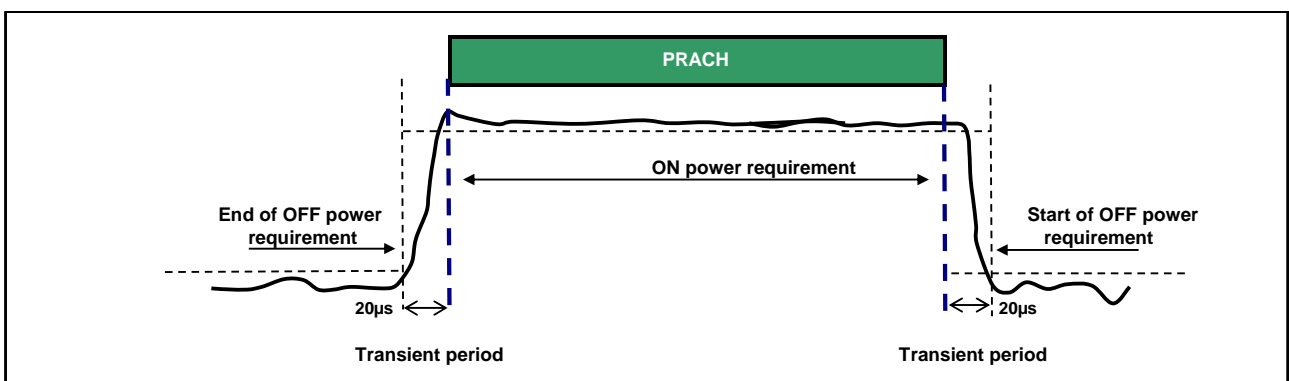 PRACH
ON power requirement
End of OFF power
requirement
Start of OFF power
requirement
20µs
20µs
Transient period
Transient period